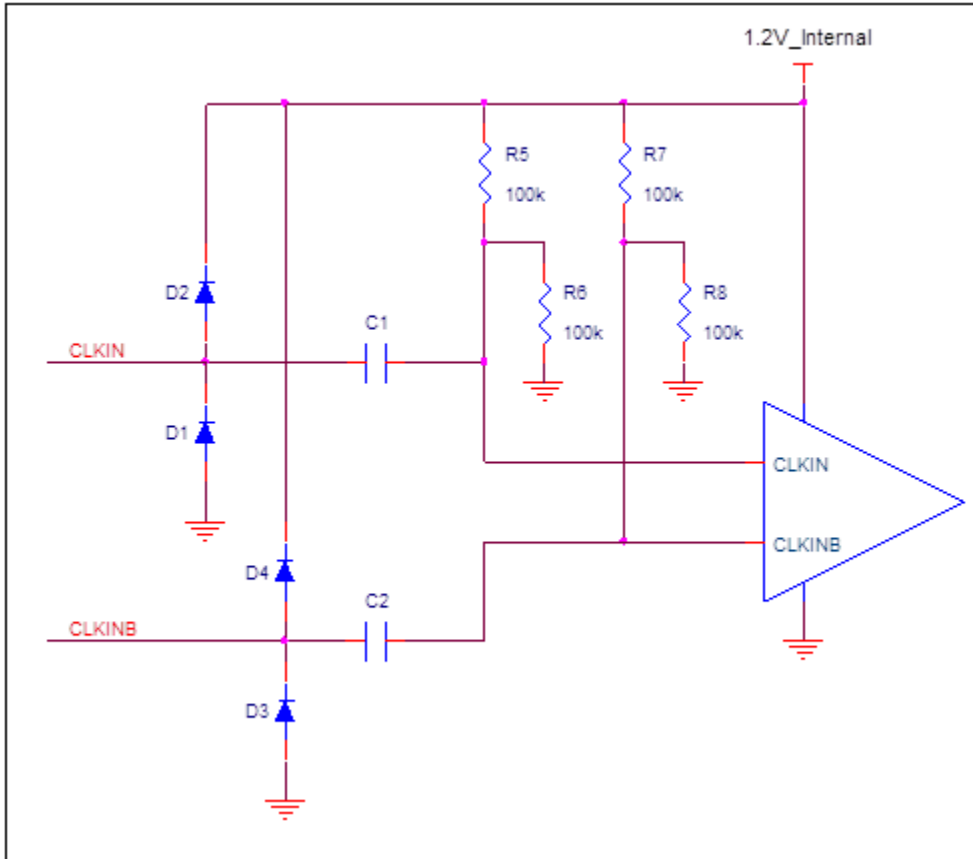 1.2V_Internal
R5
100k
R7
100k
D2
R6
100k
R8
100k
C1
CLKIN
D1
CLKIN
CLKINB
D4
C2
CLKINB
D3